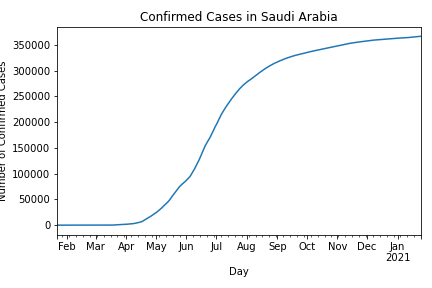 Confirmed Cases in Saudi Arabia
Number of Confirmed Cases
350000
300000
250000
200000
150000
100000
50000
0
Feb Mar Apr May Jun Jul Aug Sep Oct Nov Dec Jan
2021
Day